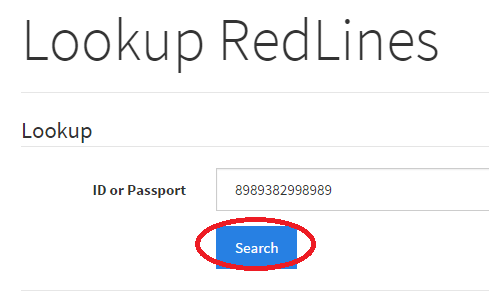 Lookup RedLines
Lookup
ID or Passport 8989382998989
Search